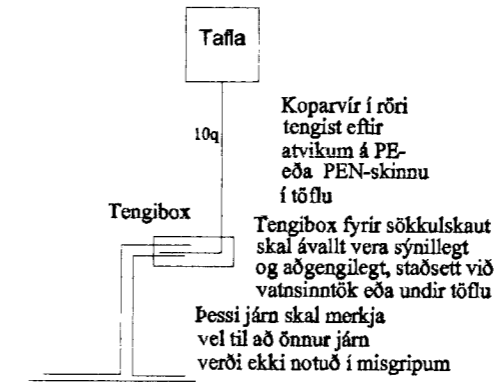 Tafla
10q
Koparvír í röri
tengist eftir
atvikum á PE-
eða PEN-skinnu
í töflu
Tengibox
Tengibox fyrir sökkulskaut
skal ávallt vera sýnillegt
og aðgengilegt, staðsett við
vatnsinntök eða undir töflu
Þessi járn skal merkja
vel til að önnur járn
verði ekki notuð í misgripum